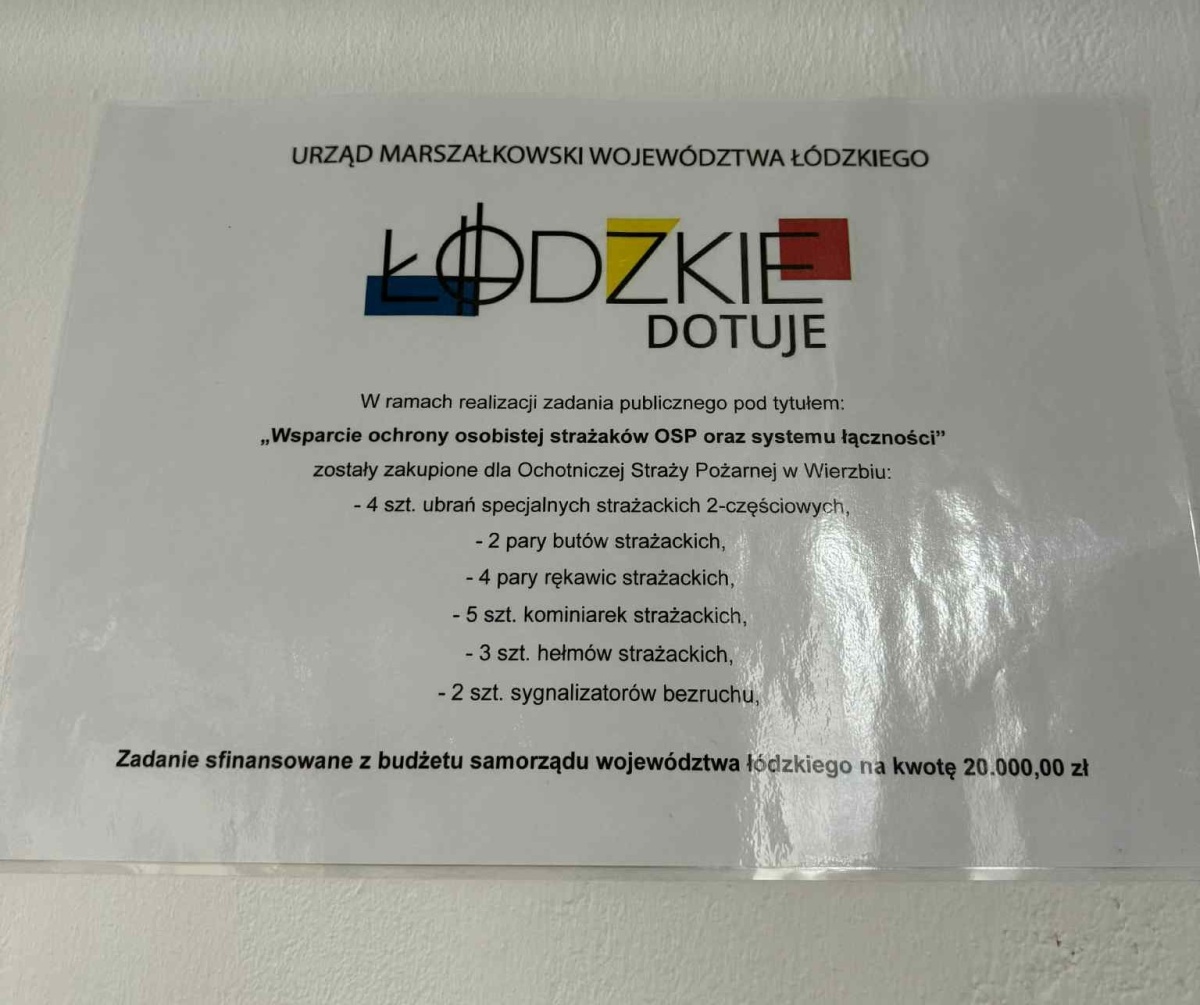 URZĄD MARSZAŁKOWSKI WOJEWÓDZTWA ŁÓDZKIEGO
ŁÓDZKIE
DOTUJE
W ramach realizacji zadania publicznego pod tytułem:
„Wsparcie ochrony osobistej strażaków OSP oraz systemu łączności”
zostały zakupione dla Ochotniczej Straży Pożarnej w Wierzbiu:
- 4 szt. ubrań specjalnych strażackich 2-częściowych,
- 2 pary butów strażackich,
- 4 pary rękawic strażackich,
- 5 szt. kominiarek strażackich,
- 3 szt. hełmów strażackich,
- 2 szt. sygnalizatorów bezruchu,
Zadanie sfinansowane z budżetu samorządu województwa łódzkiego na kwotę 20.000,00 zł